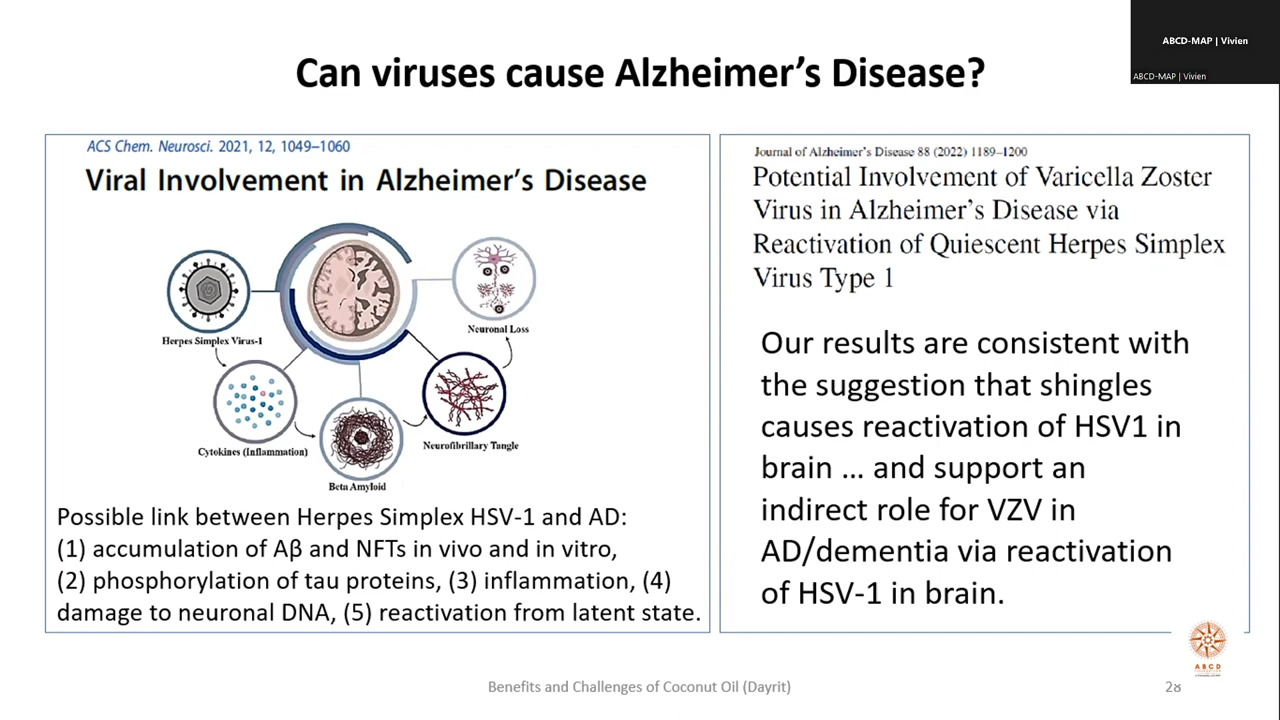 ABCD-MAP | Vivien
ABCD-MAP | Vivien
Can viruses cause Alzheimer’s Disease?
ACS Chem. Neurosci. 2021, 12, 1049−1060
Viral Involvement in Alzheimer’s Disease
Herpes Simplex Virus-1
Neuronal Loss
Cytokines (Inflammation)
Neurofibrillary Tangle
Beta Amyloid
Possible link between Herpes Simplex HSV-1 and AD:
(1) accumulation of Aβ and NFTs in vivo and in vitro,
(2) phosphorylation of tau proteins, (3) inflammation, (4)
damage to neuronal DNA, (5) reactivation from latent state.
Journal of Alzheimer’s Disease 88 (2022) 1189–1200
Potential Involvement of Varicella Zoster
Virus in Alzheimer’s Disease via
Reactivation of Quiescent Herpes Simplex
Virus Type 1
Our results are consistent with
the suggestion that shingles
causes reactivation of HSV1 in
brain … and support an
indirect role for VZV in
AD/dementia via reactivation
of HSV-1 in brain.
ABCD
Benefits and Challenges of Coconut Oil (Dayrit)
28